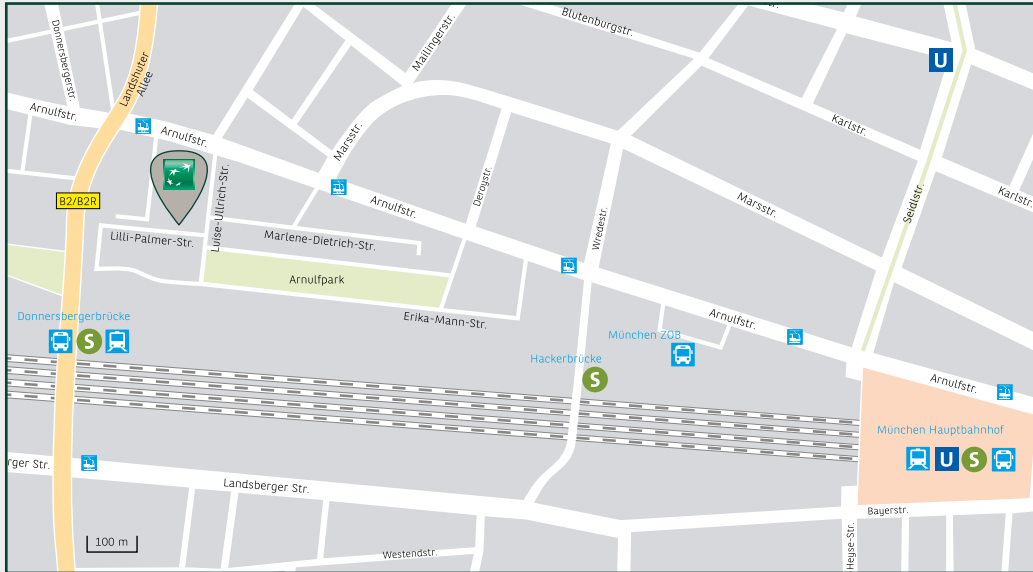 Donnersbergerstr.
Landshuter
Allee
Mailingerstr.
Blutenburgstr.
U
Arnulfstr.
Arnulfstr.
Marsstr.
Karlstr.
Karlstr.
Deroystr.
Arnulfstr.
Wredestr.
Marsstr.
Seidlstr.
B2/B2R
Luise-Ullrich-Str.
Lilli-Palmer-Str.
Marlene-Dietrich-Str.
Arnulfpark
Erika-Mann-Str.
Donnersbergerbrücke
S
Hackerbrücke
S
München ZOB
Arnulfstr.
Arnulfstr.
München Hauptbahnhof
U
S
rger Str.
Landsberger Str.
Bayerstr.
Heyse-Str.
Westendstr.
100 m